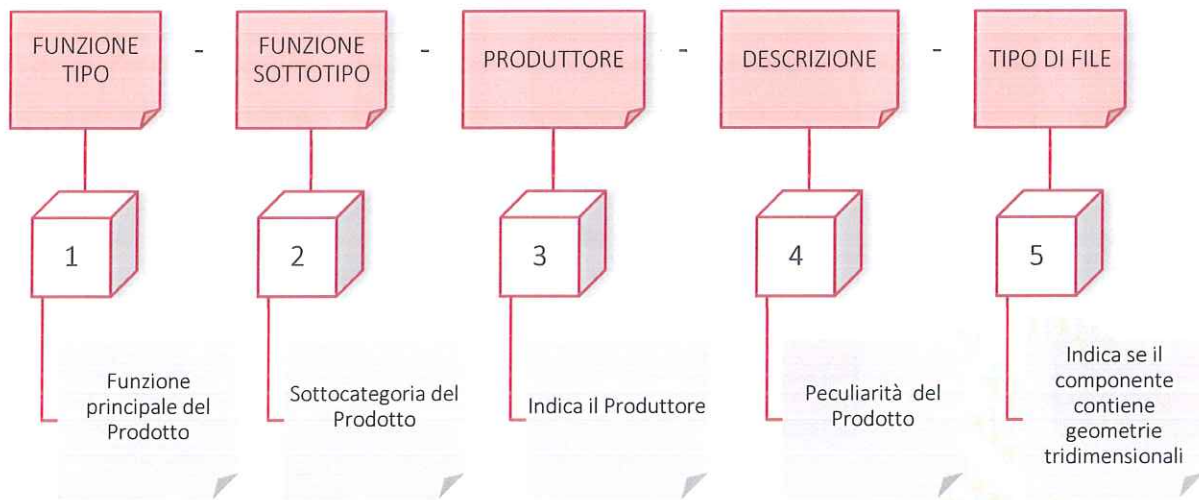 FUNZIONE
TIPO
-
FUNZIONE
SOTTOTIPO
-
PRODUTTORE
-
DESCRIZIONE
-
TIPO DI FILE
1
2
3
4
5
Funzione
principale del
Prodotto
Sottocategoria del
Prodotto
Indica il Produttore
Peculiarità del
Prodotto
Indica se il
componente
contiene
geometrie
tridimensionali